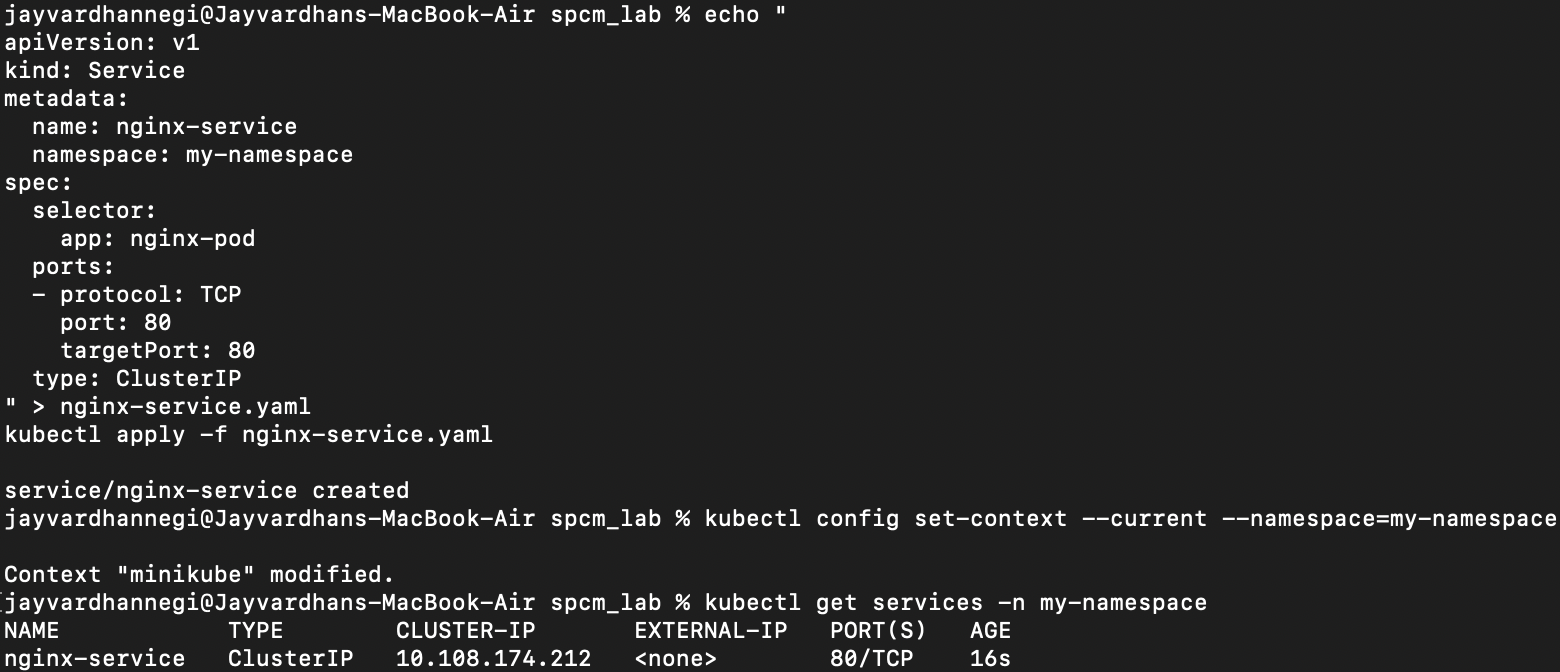 jayvardhannegi@Jayvardhans-MacBook-Air spcm_lab % echo "
apiVersion: v1
kind: Service
metadata:
  name: nginx-service
  namespace: my-namespace
spec:
  selector:
    app: nginx-pod
  ports:
  - protocol: TCP
    port: 80
    targetPort: 80
  type: ClusterIP
" > nginx-service.yaml
kubectl apply -f nginx-service.yaml
service/nginx-service created
jayvardhannegi@Jayvardhans-MacBook-Air spcm_lab % kubectl config set-context --current --namespace=my-namespace
Context "minikube" modified.
jayvardhannegi@Jayvardhans-MacBook-Air spcm_lab % kubectl get services -n my-namespace
NAME            TYPE        CLUSTER-IP       EXTERNAL-IP   PORT(S)   AGE
nginx-service   ClusterIP   10.108.174.212   <none>        80/TCP    16s